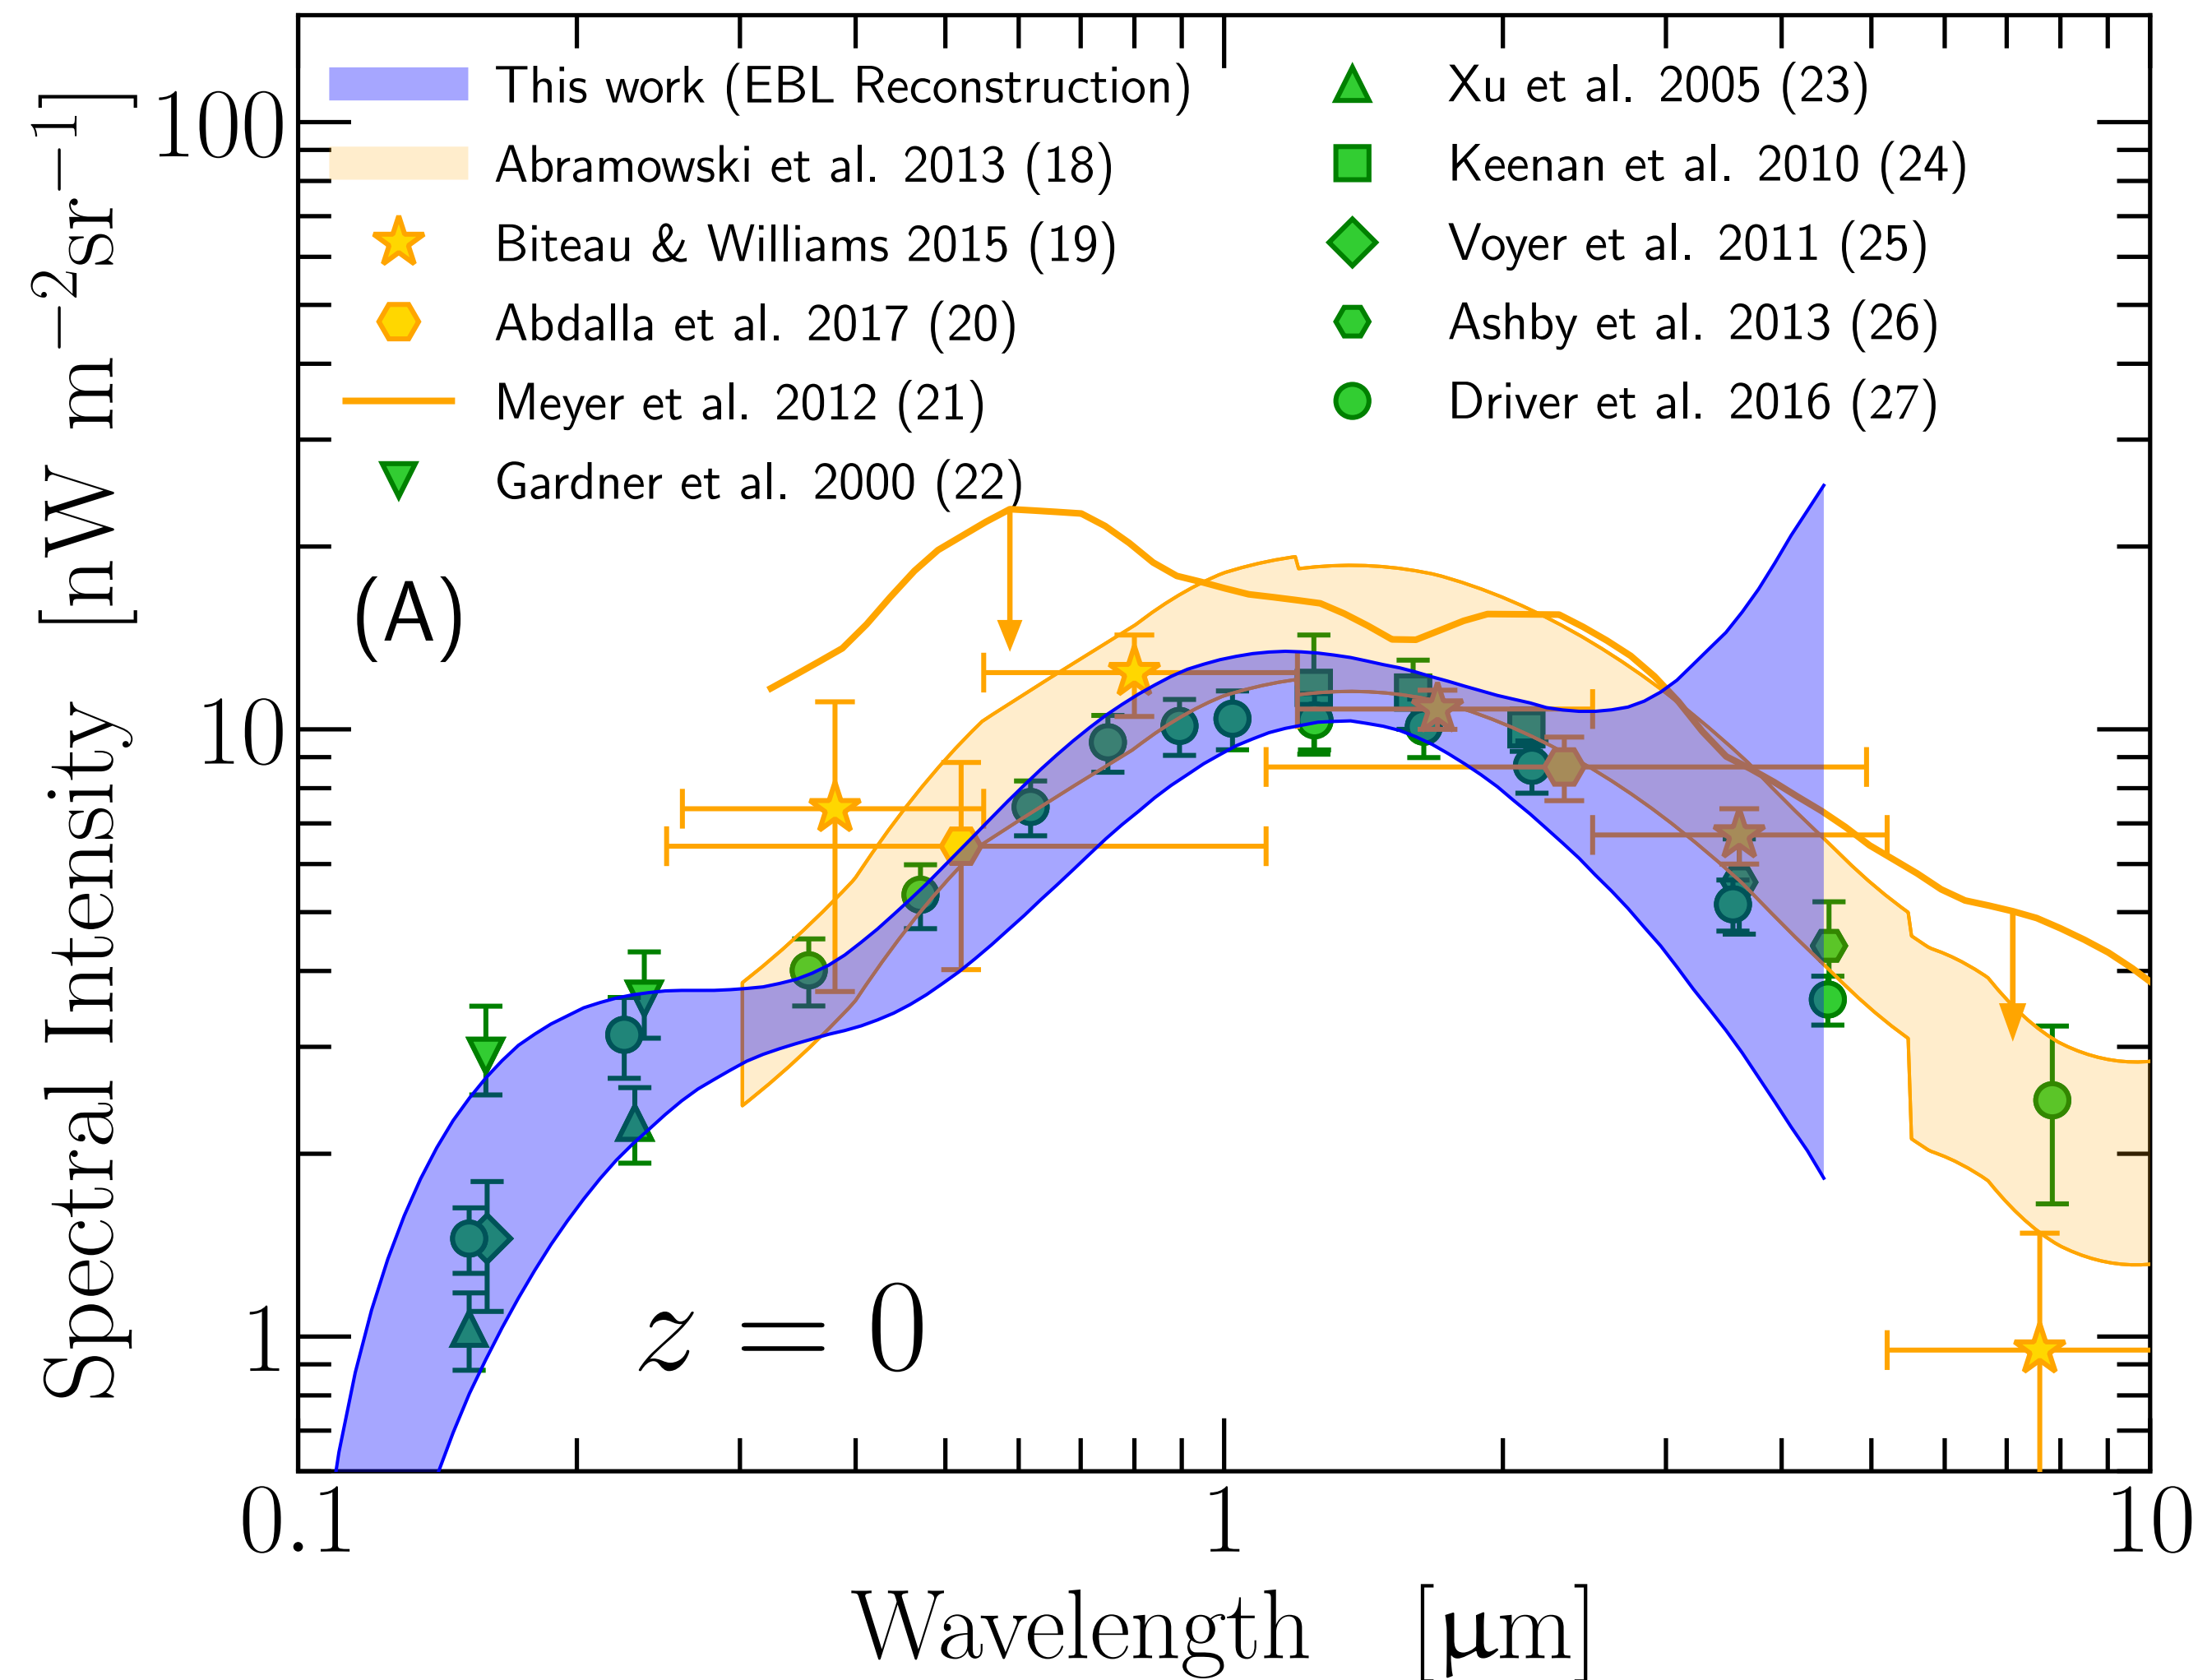 Spectral Intensity [nW m−2sr−1]
100
10
1
This work (EBL Reconstruction)
Abramowski et al. 2013 (18)
Biteau & Williams 2015 (19)
Abdalla et al. 2017 (20)
Meyer et al. 2012 (21)
Gardner et al. 2000 (22)
Xu et al. 2005 (23)
Keenan et al. 2010 (24)
Voyer et al. 2011 (25)
Ashby et al. 2013 (26)
Driver et al. 2016 (27)
(A)
z = 0
0.1 1 10
Wavelength [μm]